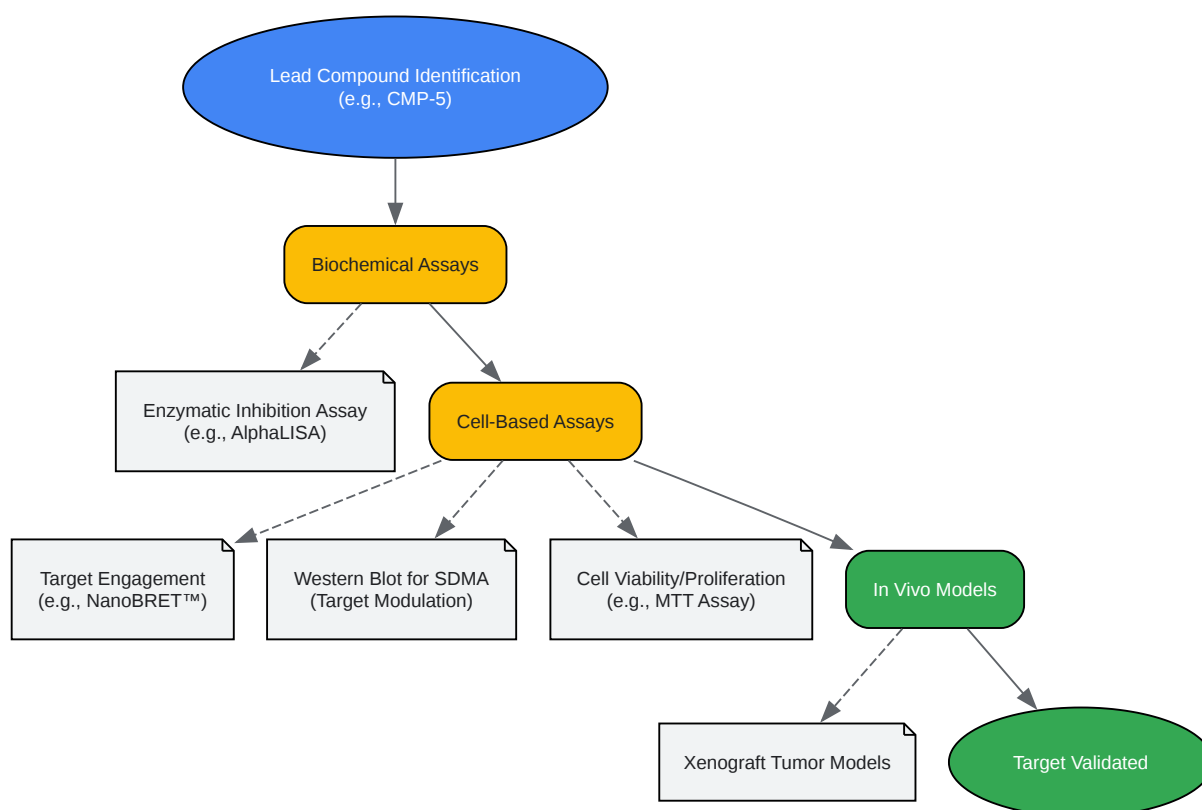 Lead Compound Identification
(e.g., CMP-5)
Biochemical Assays
Enzymatic Inhibition Assay
(e.g., AlphaLISA)
Cell-Based Assays
Target Engagement
(e.g., NanoBRET™)
Western Blot for SDMA
(Target Modulation)
Cell Viability/Proliferation
(e.g., MTT Assay)
In Vivo Models
Xenograft Tumor Models
Target Validated